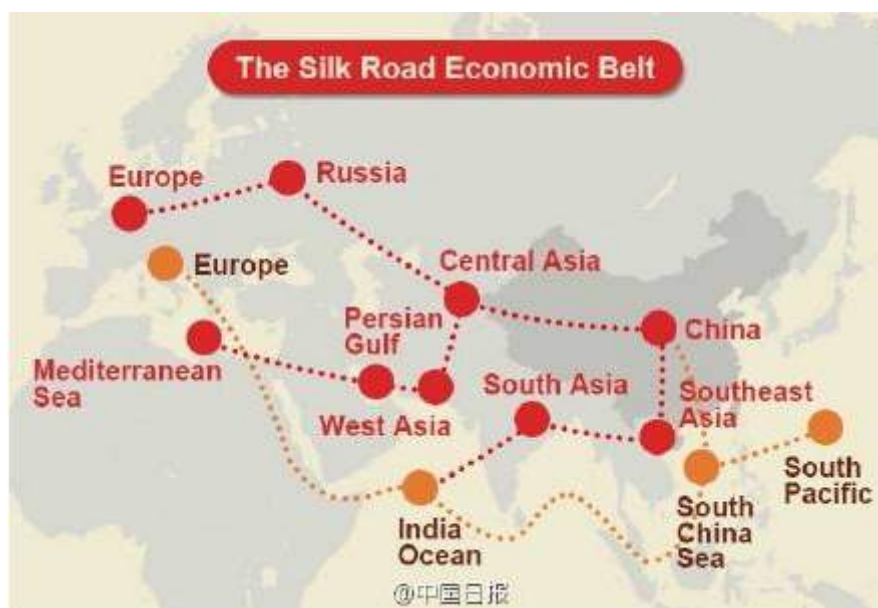 The Silk Road Economic Belt
Europe
Russia
Europe
Central Asia
Persian
Gulf
China
Mediterranean
Sea
West Asia
South Asia
Southeast
Asia
South
Pacific
India
Ocean
South
China
Sea
@中国日报